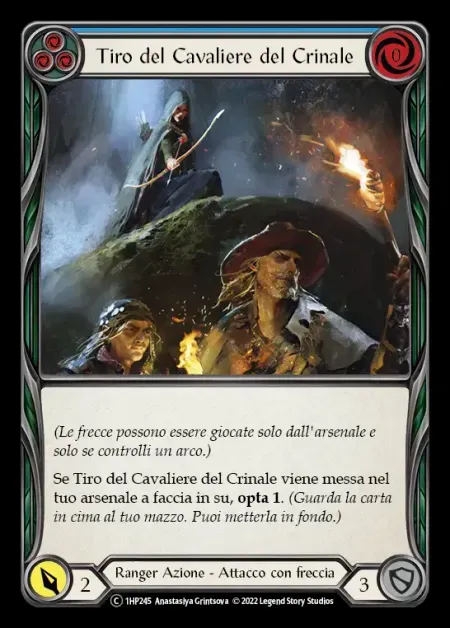 Tiro del Cavaliere del Crinale
0
(Le frecce possono essere giocate solo dall'arsenale e
solo se controlli un arco.)
Se Tiro del Cavaliere del Crinale viene messa nel
tuo arsenale a faccia in su, opta 1. (Guarda la carta
in cima al tuo mazzo. Puoi metterla in fondo.)
2
Ranger Azione - Attacco con freccia
3
C 1HP245 Anastasiya Grintsova © 2022 Legend Story Studios